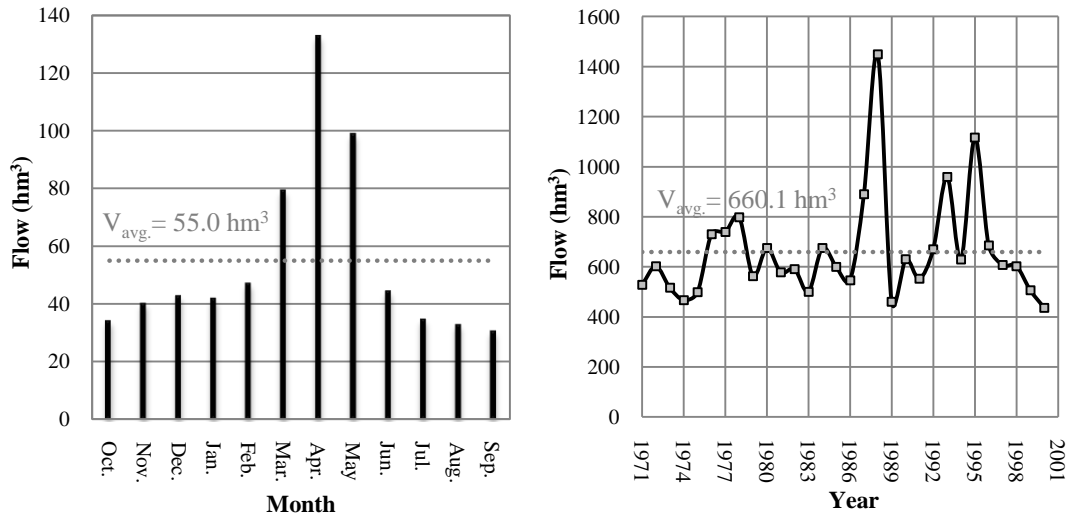 140
120
100
80
60
40
20
0
Flow (hm³)
V_avg.= 55.0 hm³
Oct.
Nov.
Dec.
Jan.
Feb.
Mar.
Apr.
May
Jun.
Jul.
Aug.
Sep.
Month
1600
1400
1200
1000
800
600
400
200
0
Flow (hm³)
V_avg.= 660.1 hm³
1971
1974
1977
1980
1983
1986
1989
1992
1995
1998
2001
Year